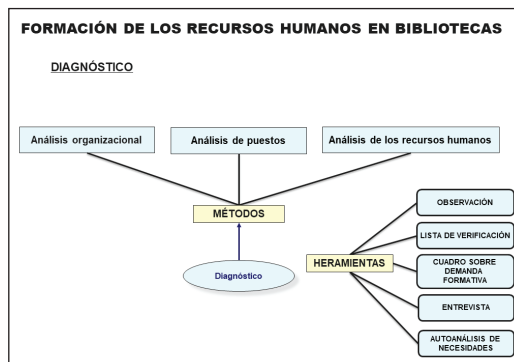 FORMACIÓN DE LOS RECURSOS HUMANOS EN BIBLIOTECAS
DIAGNÓSTICO
Análisis organizacional
Análisis de puestos
Análisis de los recursos humanos
MÉTODOS
Diagnóstico
HERAMIENTAS
OBSERVACIÓN
LISTA DE VERIFICACIÓN
CUADRO SOBRE
DEMANDA
FORMATIVA
ENTREVISTA
AUTOANÁLISIS DE
NECESIDADES